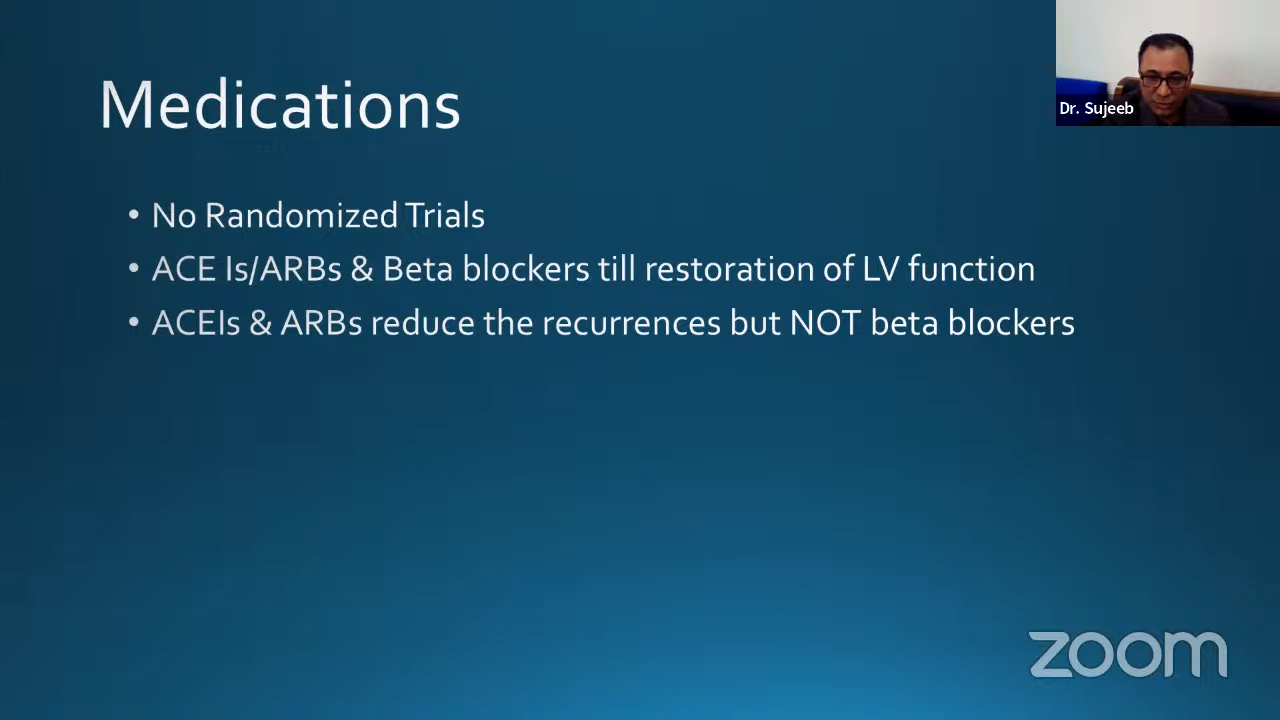 Medications
Dr. Sujeeb
• No Randomized Trials
• ACE Is/ARBs & Beta blockers till restoration of LV function
• ACEIs & ARBs reduce the recurrences but NOT beta blockers
zoom